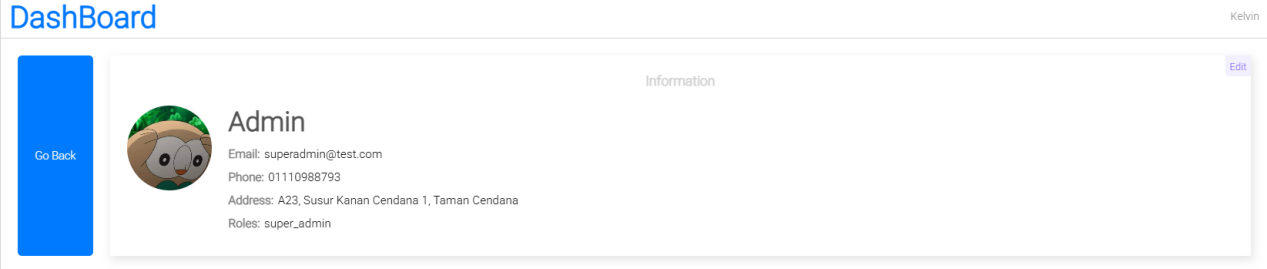 DashBoard
Kelvin
Go Back
Information
Edit
Admin
Email: superadmin@test.com
Phone: 01110988793
Address: A23, Susur Kanan Cendana 1, Taman Cendana
Roles: super_admin